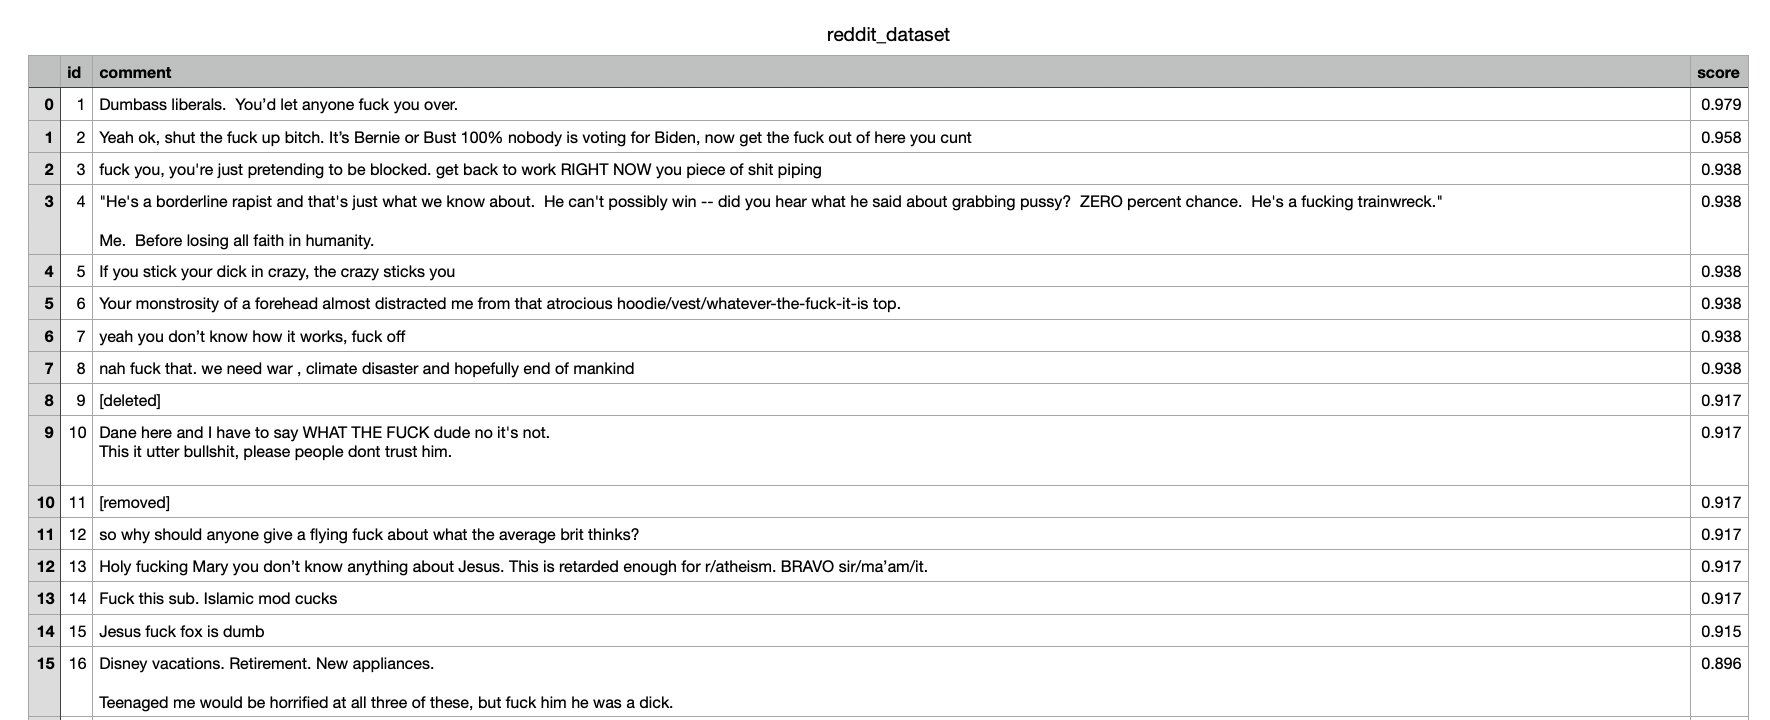 reddit_dataset
id comment score
0 1 Dumbass liberals.  You’d let anyone fuck you over. 0.979
1 2 Yeah ok, shut the fuck up bitch. It’s Bernie or Bust 100% nobody is voting for Biden, now get the fuck out of here you cunt 0.958
2 3 fuck you, you're just pretending to be blocked. get back to work RIGHT NOW you piece of shit piping 0.938
3 4 "He's a borderline rapist and that's just what we know about.  He can't possibly win -- did you hear what he said about grabbing pussy?  ZERO percent chance.  He's a fucking trainwreck." 0.938
Me.  Before losing all faith in humanity.
4 5 If you stick your dick in crazy, the crazy sticks you 0.938
5 6 Your monstrosity of a forehead almost distracted me from that atrocious hoodie/vest/whatever-the-fuck-it-is top. 0.938
6 7 yeah you don’t know how it works, fuck off 0.938
7 8 nah fuck that. we need war , climate disaster and hopefully end of mankind 0.938
8 9 [deleted] 0.917
9 10 Dane here and I have to say WHAT THE FUCK dude no it's not. 0.917
This it utter bullshit, please people dont trust him.
10 11 [removed] 0.917
11 12 so why should anyone give a flying fuck about what the average brit thinks? 0.917
12 13 Holy fucking Mary you don’t know anything about Jesus. This is retarded enough for r/atheism. BRAVO sir/ma’am/it. 0.917
13 14 Fuck this sub. Islamic mod cucks 0.917
14 15 Jesus fuck fox is dumb 0.915
15 16 Disney vacations. Retirement. New appliances. 0.896
Teenaged me would be horrified at all three of these, but fuck him he was a dick.